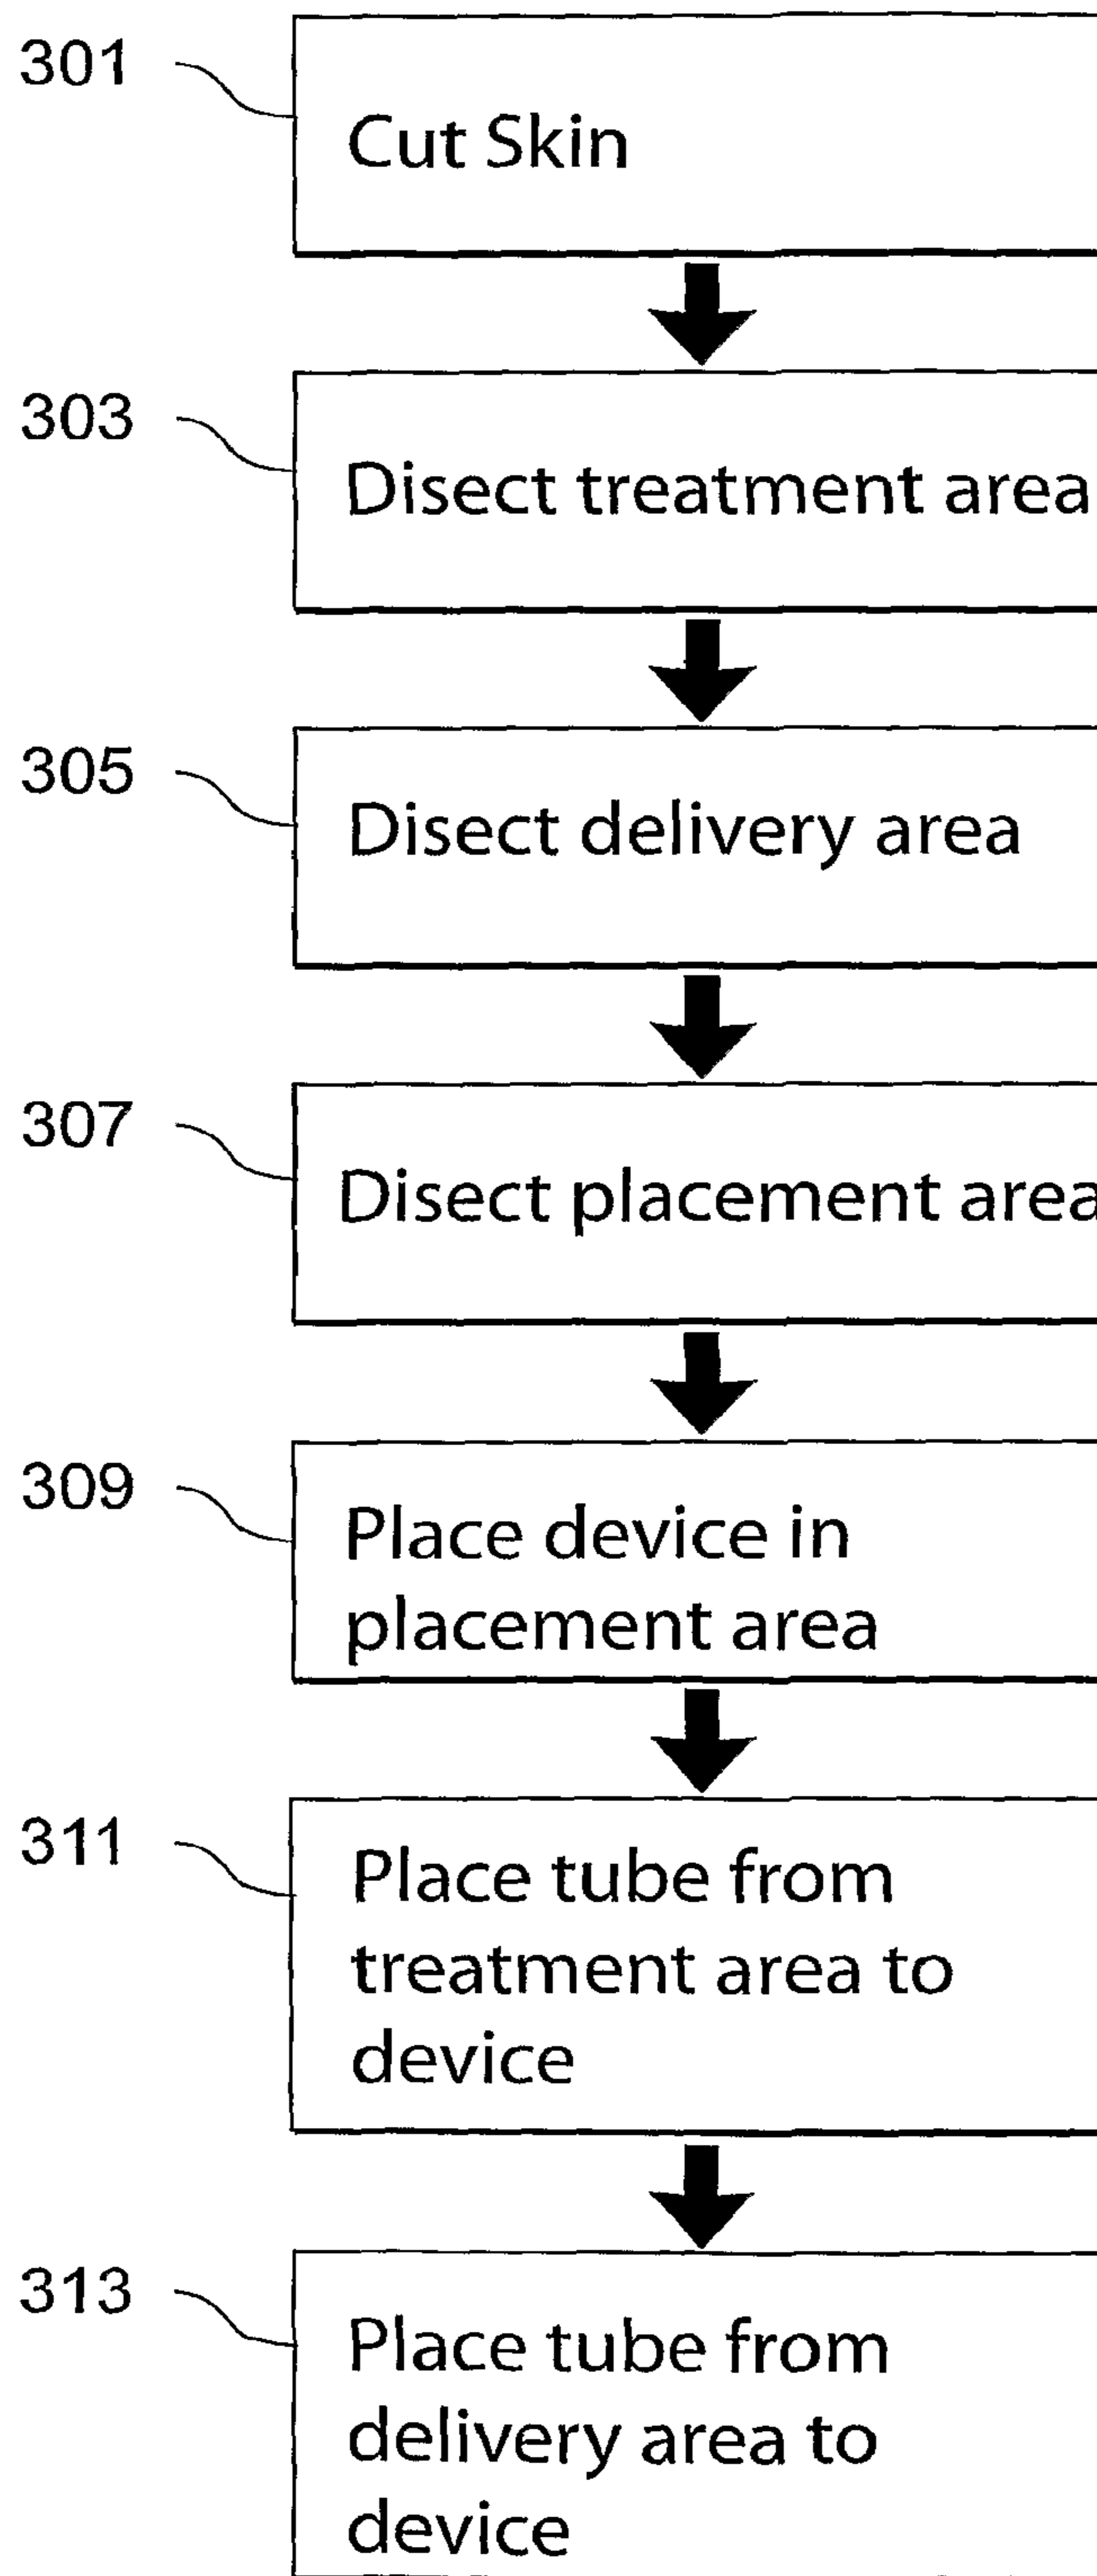 301
Cut Skin
303
Disect treatment area
305
Disect delivery area
307
Disect placement area
309
Place device in
placement area
311
Place tube from
treatment area to
device
313
Place tube from
delivery area to
device